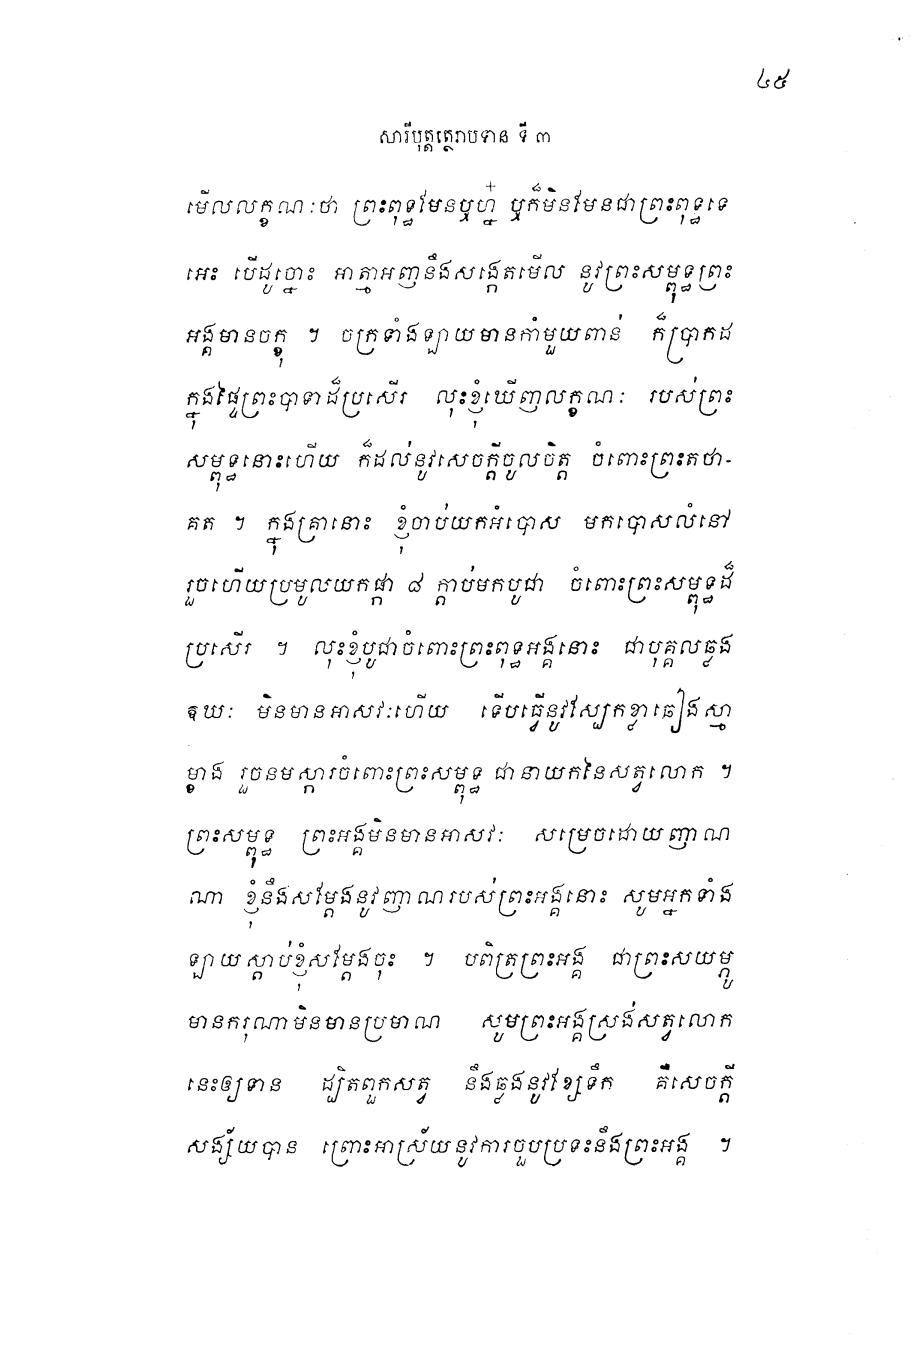 ៤៥
សារីបុត្តត្ថេរាបទាន ទី ៣
មើលលក្ខណៈថា ព្រះពុទ្ធមែនឬហ្ន៎ ឬក៏មិនមែនជាព្រះពុទ្ធទេ
អេះ បើដូច្នោះ អាត្មាអញនឹងសង្កេតមើល នូវព្រះសម្ពុទ្ធព្រះ
អង្គមានចក្ខុ ។ ចក្រទាំងឡាយមានកាំមួយពាន់ ក៏ប្រាកដ
ក្នុងផ្ទៃព្រះបាទាដ៏ប្រសើរ លុះខ្ញុំឃើញលក្ខណៈ របស់ព្រះ
សម្ពុទ្ធនោះហើយ ក៏ដល់នូវសេចក្តីចូលចិត្ត ចំពោះព្រះតថា-
គត ។ ក្នុងគ្រានោះ ខ្ញុំចាប់យកអំបោស មកបោសលំនៅ
រួចហើយប្រមូលយកផ្កា ៨ ក្តាប់មកបូជា ចំពោះព្រះសម្ពុទ្ធដ៏
ប្រសើរ ។ លុះខ្ញុំបូជាចំពោះព្រះពុទ្ធអង្គនោះ ជាបុគ្គលឆ្លង
ឱឃៈ មិនមានអាសវៈហើយ ទើបធ្វើនូវស្បែកខ្លាឆៀងស្មា
ម្ខាង រួចនមស្ការចំពោះព្រះសម្ពុទ្ធ ជានាយកនៃសត្វលោក ។
ព្រះសម្ពុទ្ធ ព្រះអង្គមិនមានអាសវៈ សម្រេចដោយញាណ
ណា ខ្ញុំនឹងសម្តែងនូវញាណរបស់ព្រះអង្គនោះ សូមអ្នកទាំង
ឡាយស្តាប់ខ្ញុំសម្តែងចុះ ។ បពិត្រព្រះអង្គ ជាព្រះសយម្ភូ
មានករុណាមិនមានប្រមាណ សូមព្រះអង្គស្រង់សត្វលោក
នេះឲ្យទាន ដ្បិតពួកសត្វ នឹងឆ្លងនូវខ្សែទឹក គឺសេចក្តី
សង្ស័យបាន ព្រោះអាស្រ័យនូវការចួបប្រទះនឹងព្រះអង្គ ។